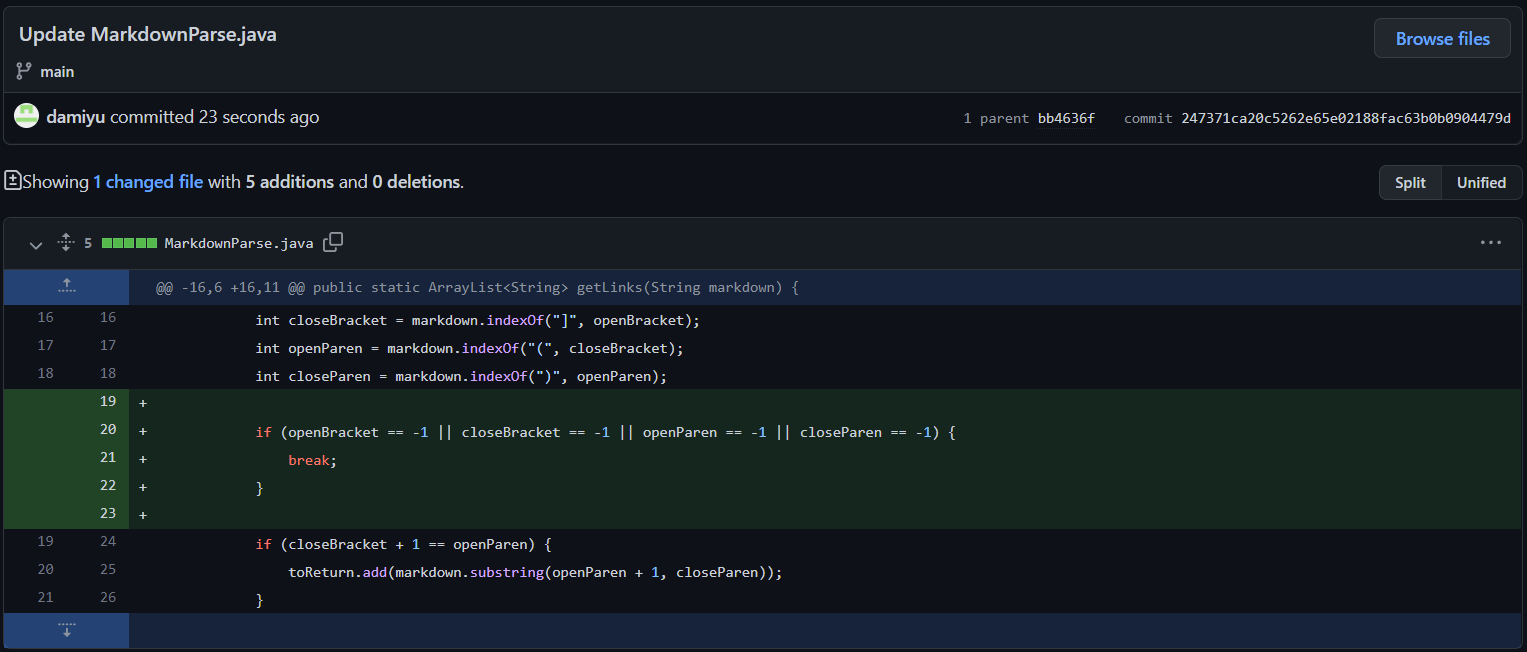 Update MarkdownParse.java
Browse files
main
damiyu committed 23 seconds ago
1 parent bb4636f commit 247371ca20c5262e65e02188fac63b0b0904479d
Showing 1 changed file with 5 additions and 0 deletions.
Split Unified
5 MarkdownParse.java
@@ -16,6 +16,11 @@ public static ArrayList<String> getLinks(String markdown) {
16 16 int closeBracket = markdown.indexOf("]", openBracket);
17 17 int openParen = markdown.indexOf("(", closeBracket);
18 18 int closeParen = markdown.indexOf(")", openParen);
19 +
20 + if (openBracket == -1 || closeBracket == -1 || openParen == -1 || closeParen == -1) {
21 + break;
22 + }
23 +
19 24 if (closeBracket + 1 == openParen) {
20 25 toReturn.add(markdown.substring(openParen + 1, closeParen));
21 26 }